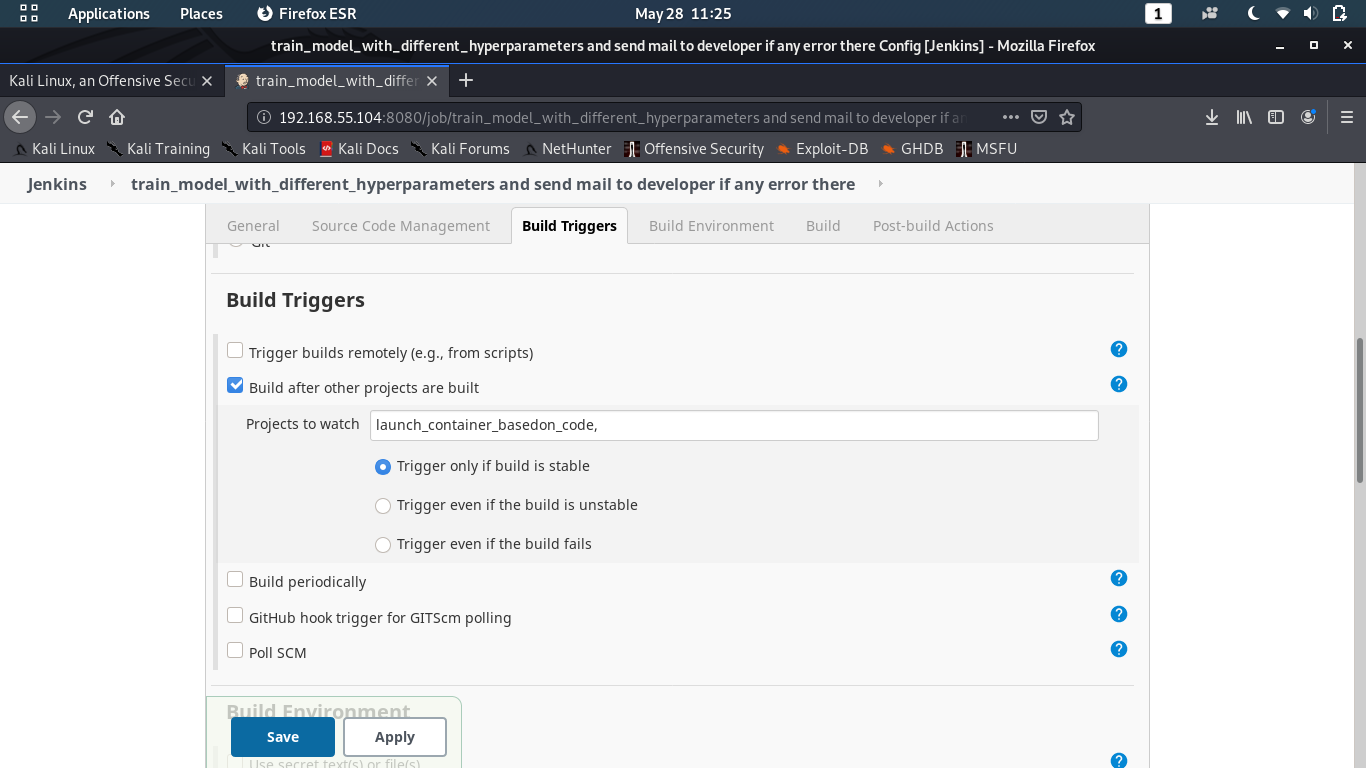 Applications Places Firefox ESR May 28 11:25 1
train_model_with_different_hyperparameters and send mail to developer if any error there Config [Jenkins] - Mozilla Firefox
Kali Linux, an Offensive Secu train_model_with_differ
192.168.55.104:8080/job/train_model_with_different_hyperparameters and send mail to developer if an
Kali Linux Kali Training Kali Tools Kali Docs Kali Forums NetHunter Offensive Security Exploit-DB GHDB MSFU
Jenkins train_model_with_different_hyperparameters and send mail to developer if any error there
General Source Code Management Build Triggers Build Environment Build Post-build Actions
Git
Build Triggers
Trigger builds remotely (e.g., from scripts) ?
Build after other projects are built ?
Projects to watch launch_container_basedon_code,
Trigger only if build is stable
Trigger even if the build is unstable
Trigger even if the build fails
Build periodically ?
GitHub hook trigger for GITScm polling ?
Poll SCM ?
Build Environment
Save Apply
Use secret text(s) or file(s) ?